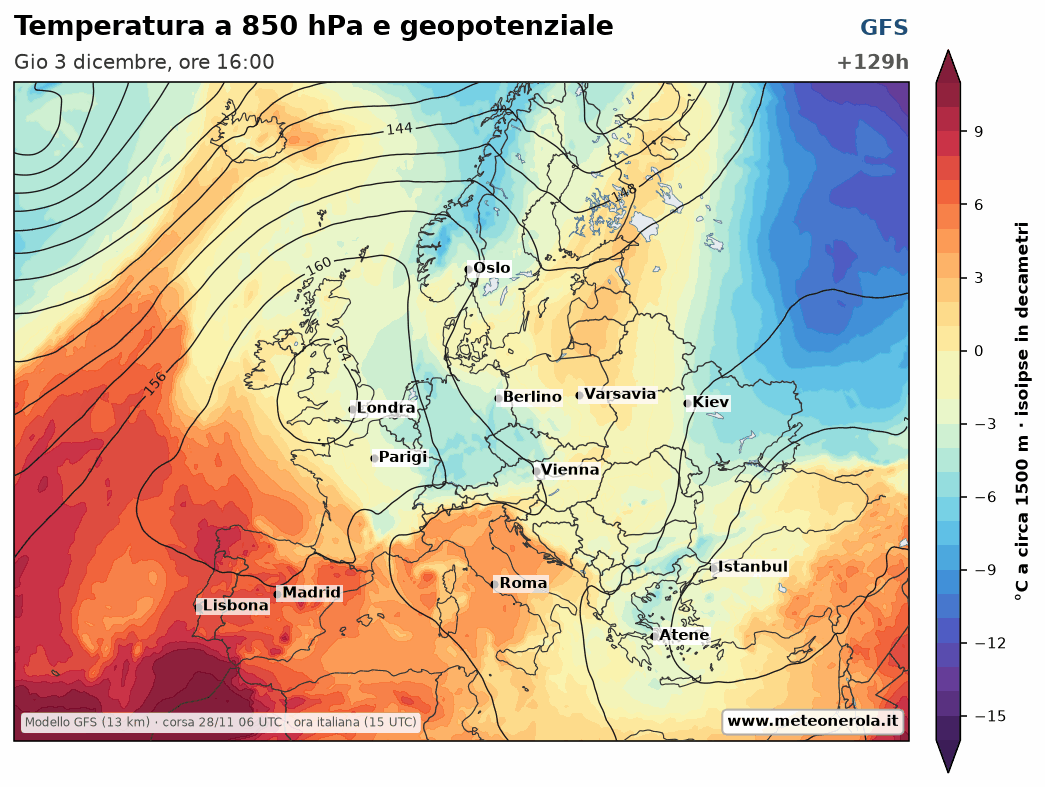 Temperatura a 850 hPa e geopotenziale
GFS
Gio 3 dicembre, ore 16:00
+129h
144
148
160
Oslo
156
64
Londra
Berlino
Varsavia
Kiev
Parigi
Vienna
Istanbul
Roma
Madrid
Lisbona
Atene
Modello GFS (13 km) · corsa 28/11 06 UTC · ora italiana (15 UTC)
www.meteonerola.it
9
6
3
0
−3
−6
−9
−12
−15
°C a circa 1500 m · isoipse in decametri